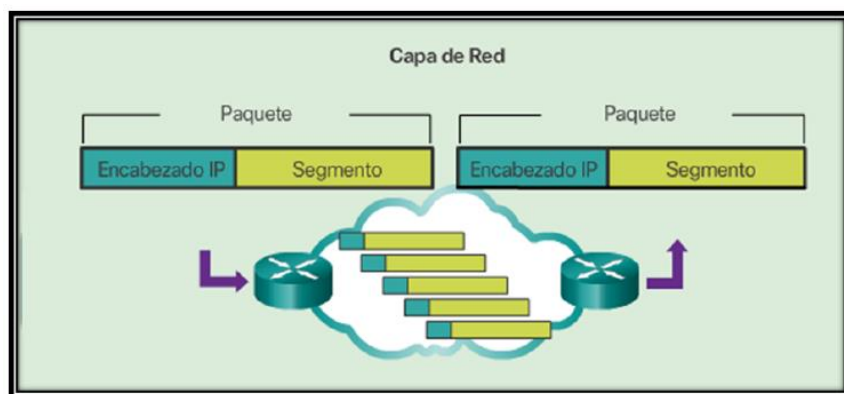 Capa de Red
Paquete
Paquete
Encabezado IP
Segmento
Encabezado IP
Segmento